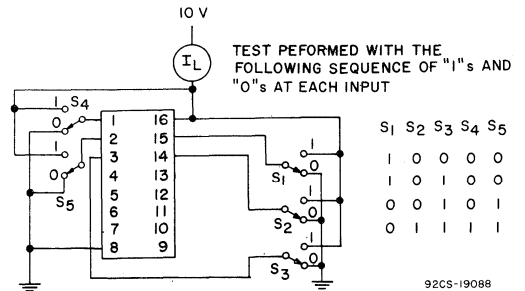 10 V
I_L
TEST PEFORMED WITH THE
FOLLOWING SEQUENCE OF "1"s AND
"0"s AT EACH INPUT
1 S4
0
1
0
S5
1 16
2 15
3 14
4 13
5 12
6 11
7 10
8 9
1
0
S1
1
0
S2
1
0
S3
S1 S2 S3 S4 S5
1 0 0 0 0
1 0 1 0 0
0 0 1 0 1
0 1 1 1 1
92CS-19088